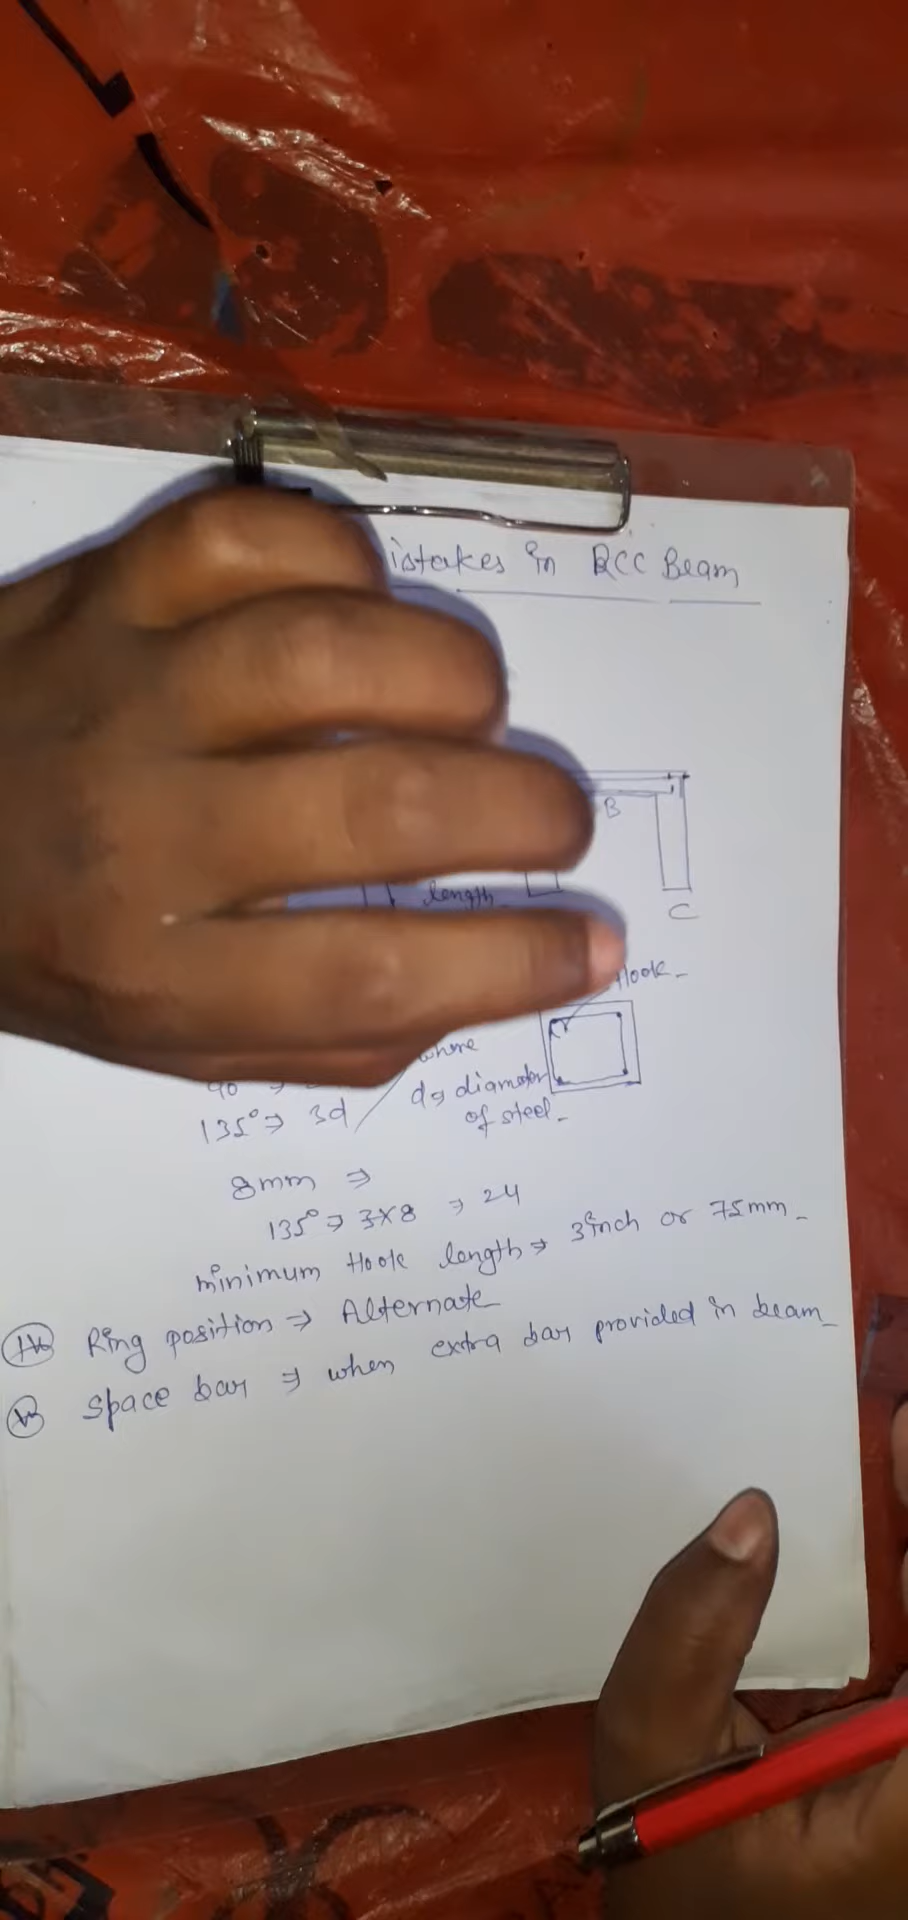 istakes in RCC Beam
B
length
C
Hook
where
90
d⇒ diameter
135° ⇒ 3d
of steel
8mm ⇒
135° ⇒ 3×8 ⇒ 24
minimum Hook length ⇒ 3inch or 75mm
Ring position ⇒ Alternate
space bar ⇒ when extra bar provided in beam